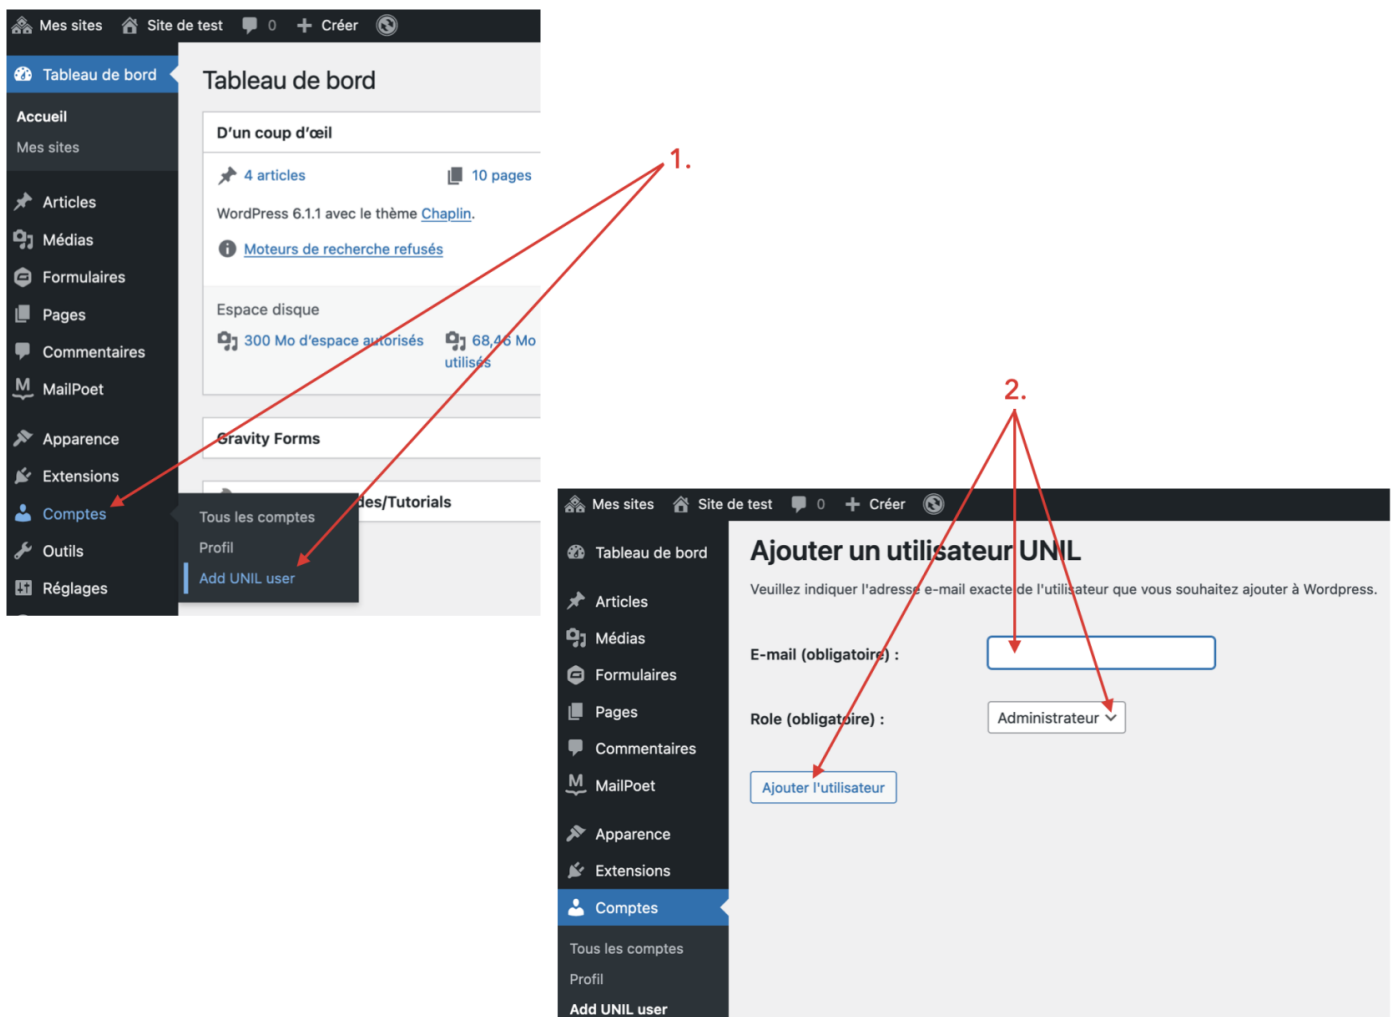 Mes sites Site de test 0 + Créer
Tableau de bord
Accueil
Mes sites
Articles
Médias
Formulaires
Pages
Commentaires
MailPoet
Apparence
Extensions
Comptes
Outils
Réglages
Tableau de bord
D'un coup d'œil
4 articles 10 pages
WordPress 6.1.1 avec le thème Chaplin.
Moteurs de recherche refusés
Espace disque
300 Mo d'espace autorisés 68,46 Mo
utilisés
Gravity Forms
des/Tutorials
Tous les comptes
Profil
Add UNIL user
1.
2.
Mes sites Site de test 0 + Créer
Tableau de bord
Articles
Médias
Formulaires
Pages
Commentaires
MailPoet
Apparence
Extensions
Comptes
Tous les comptes
Profil
Add UNIL user
Ajouter un utilisateur UNIL
Veuillez indiquer l'adresse e-mail exacte de l'utilisateur que vous souhaitez ajouter à Wordpress.
E-mail (obligatoire) :
Role (obligatoire) : Administrateur
Ajouter l'utilisateur